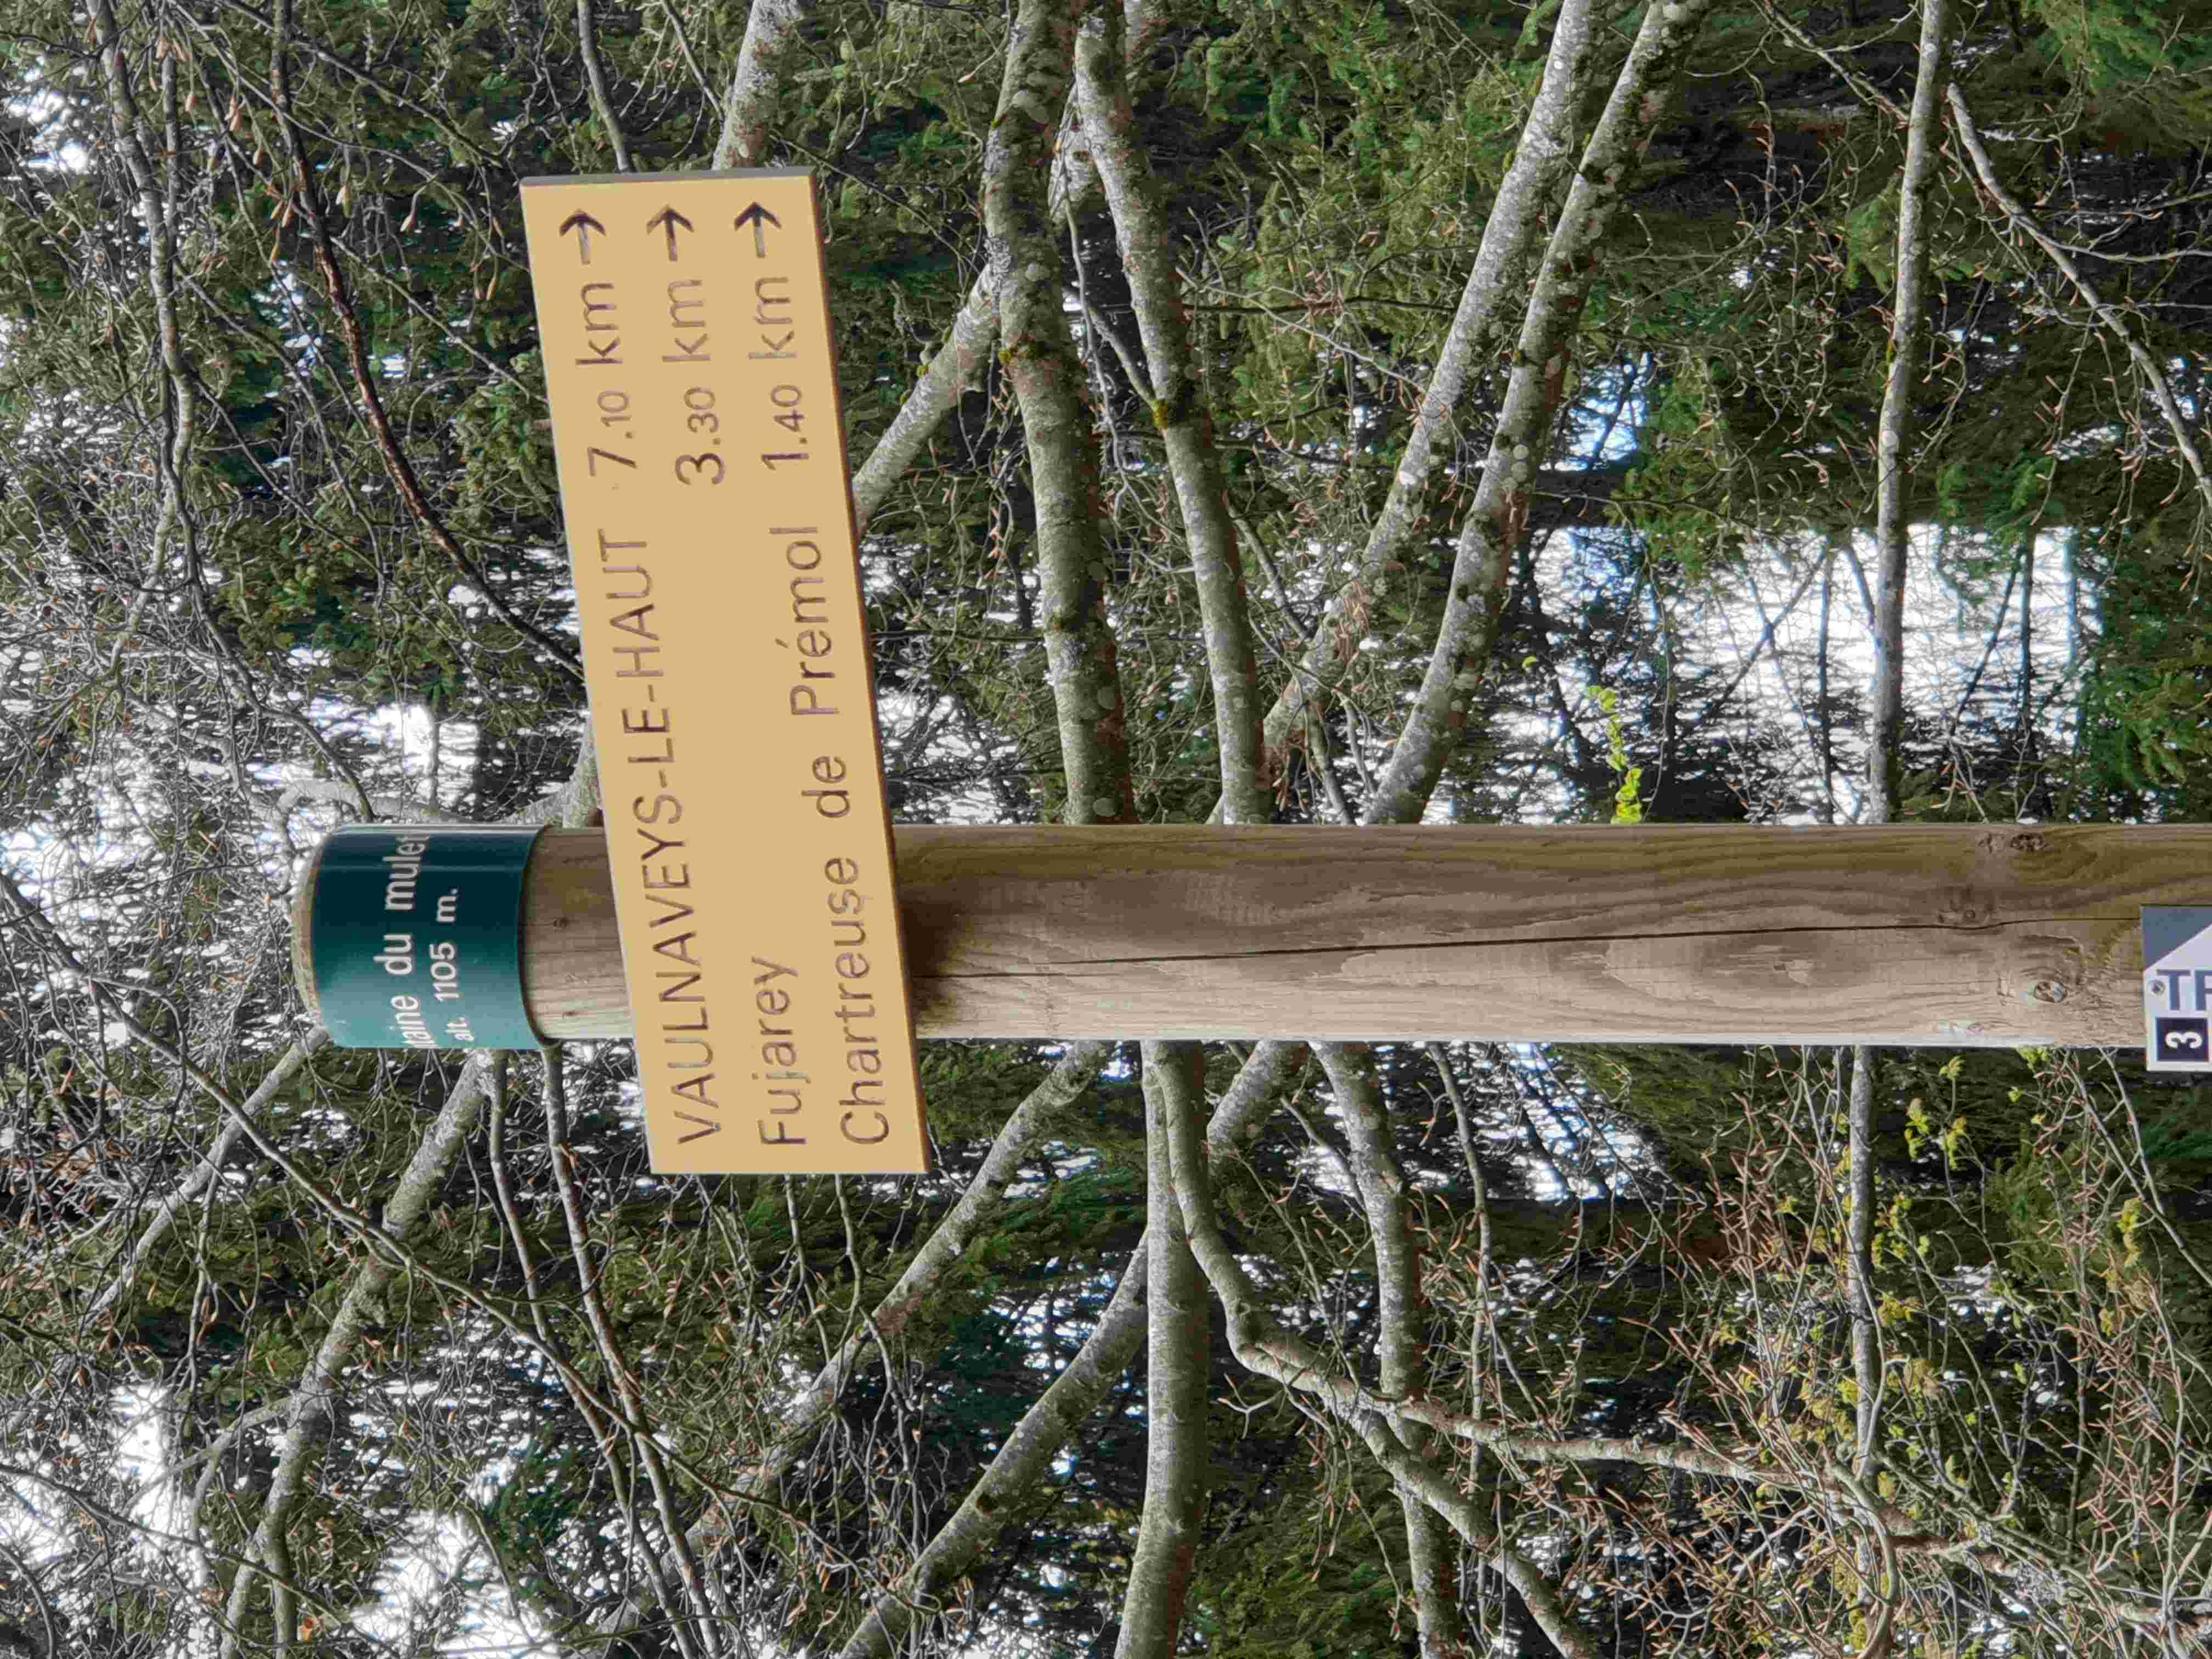 taine du mulet
alt. 1105 m.
VAULNAVEYS-LE-HAUT 7.10 km →
Fujarey 3.30 km →
Chartreuse de Prémol 1.40 km →
3